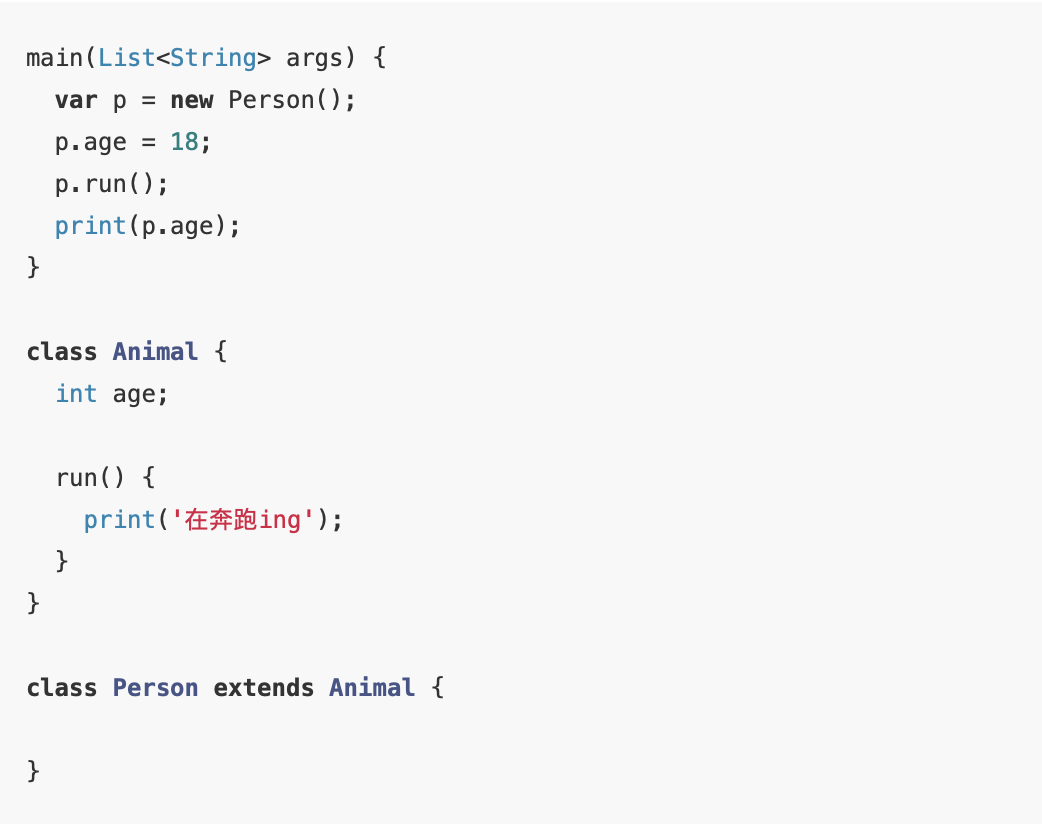 main(List<String> args) {
  var p = new Person();
  p.age = 18;
  p.run();
  print(p.age);
}
class Animal {
  int age;
  run() {
    print('在奔跑ing');
  }
}
class Person extends Animal {
}